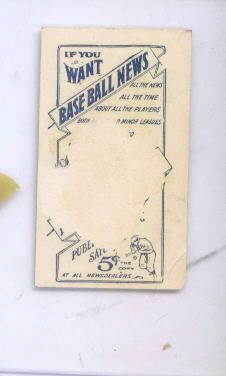 IF YOU
WANT
BASE BALL NEWS
ALL THE NEWS
ALL THE TIME
ABOUT ALL THE PLAYERS
BOTH
MINOR LEAGUES
PUBL
SAT
5¢ THE COPY
AT ALL NEWSDEALERS